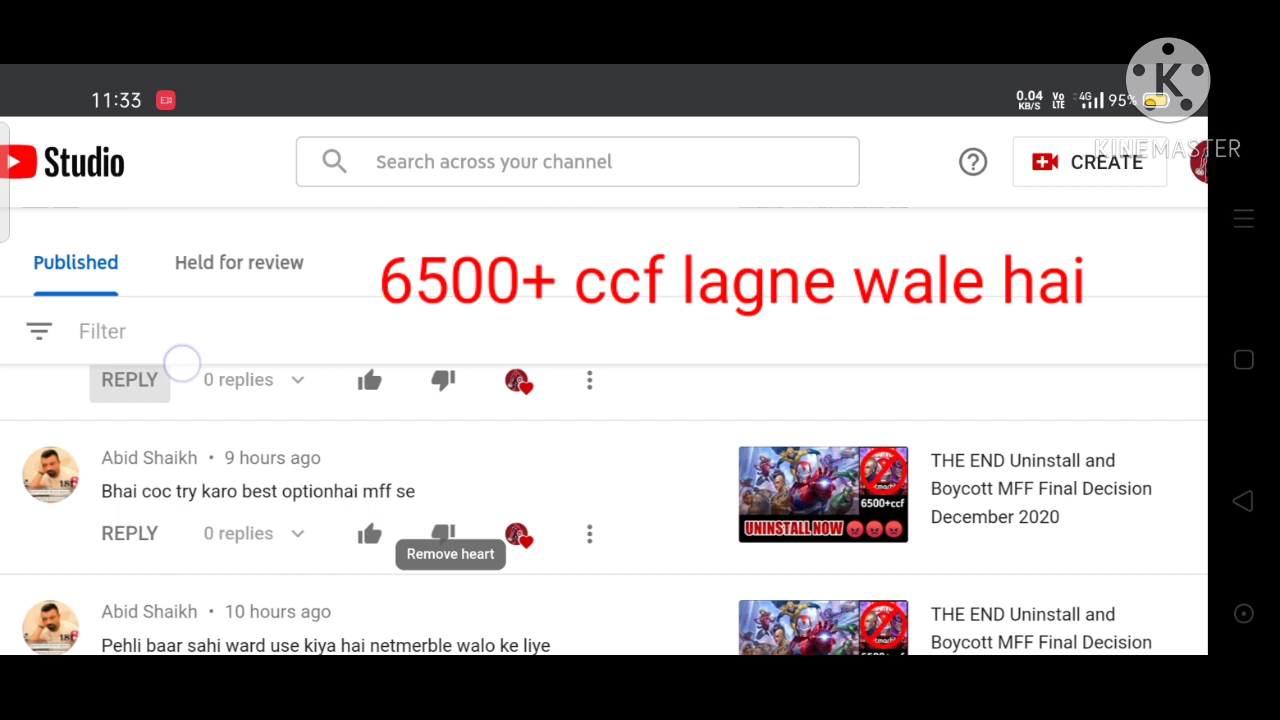 11:33
0.04 KB/S Vo LTE 4G 95%
K
KINEMASTER
Studio
Search across your channel
CREATE
Published
Held for review
6500+ ccf lagne wale hai
Filter
REPLY 0 replies
Abid Shaikh • 9 hours ago
Bhai coc try karo best optionhai mff se
REPLY 0 replies
Remove heart
6500+ccf
UNINSTALL NOW
THE END Uninstall and
Boycott MFF Final Decision
December 2020
Abid Shaikh • 10 hours ago
Pehli baar sahi ward use kiya hai netmerble walo ke liye
THE END Uninstall and
Boycott MFF Final Decision